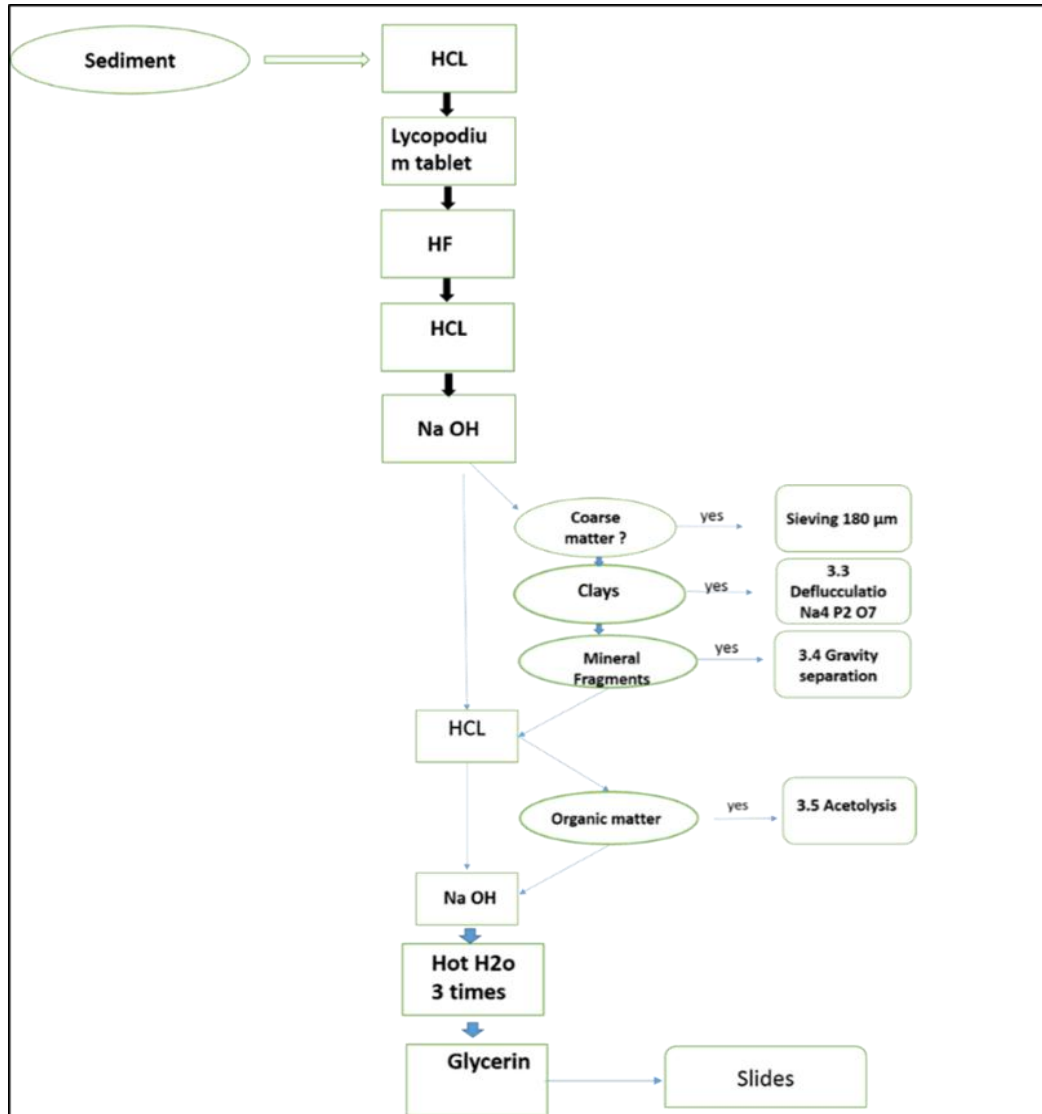 Sediment
HCL
Lycopodiu
m tablet
HF
HCL
Na OH
Coarse
matter ?
yes
Sieving 180 µm
Clays
yes
3.3
Deflucculatio
Na4 P2 O7
Mineral
Fragments
yes
3.4 Gravity
separation
HCL
Organic matter
yes
3.5 Acetolysis
Na OH
Hot H2o
3 times
Glycerin
Slides